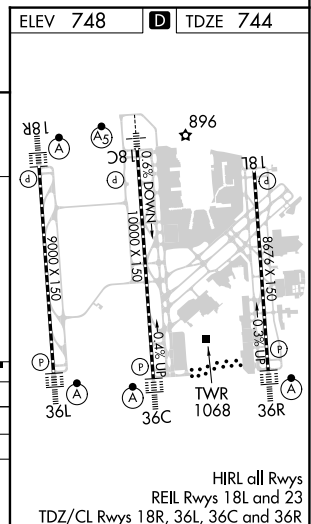 ELEV 748
D
TDZE 744
896
18R
A
A5
18C
18L
P
P
P
0.6% DOWN
9000 X 150
10000 X 150
8676 X 150
0.4% UP
0.3% UP
P
P
P
TWR
1068
A
A
A
36L
36C
36R
HIRL all Rwys
REIL Rwys 18L and 23
TDZ/CL Rwys 18R, 36L, 36C and 36R